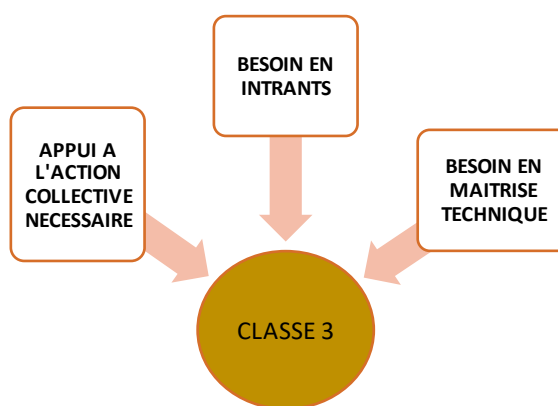 BESOIN EN
INTRANTS
APPUI A
L'ACTION
COLLECTIVE
NECESSAIRE
BESOIN EN
MAITRISE
TECHNIQUE
CLASSE 3